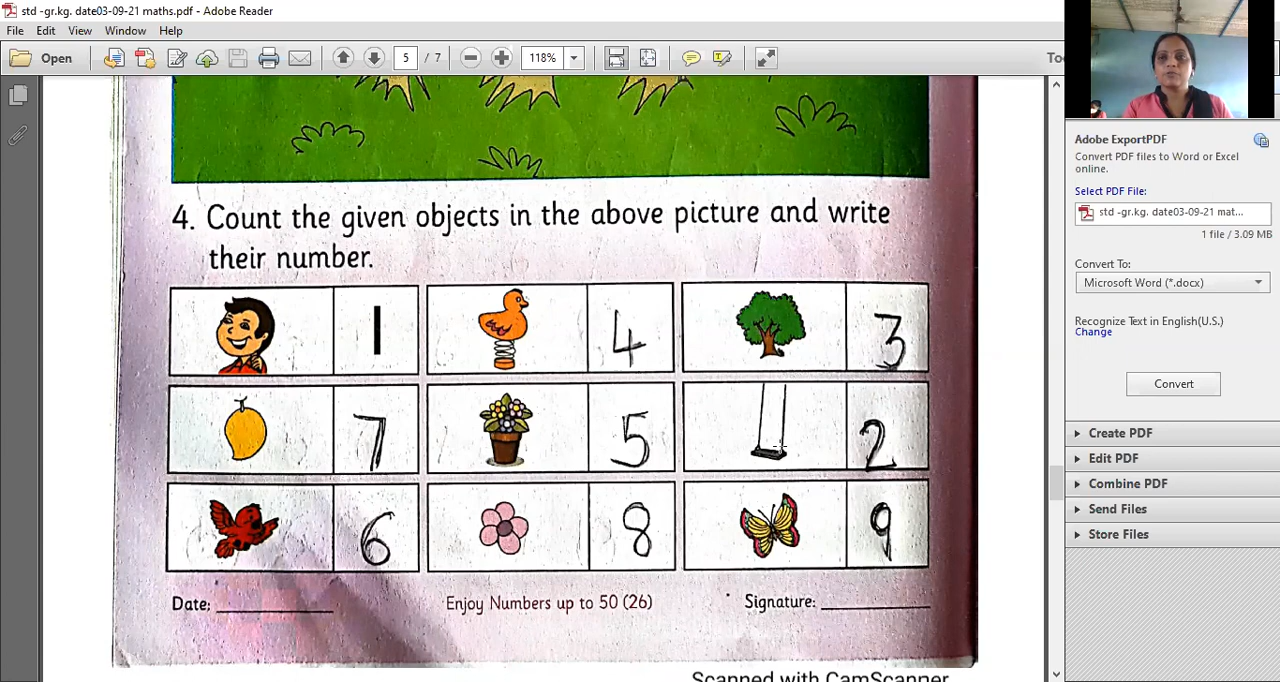 std -gr.kg. date03-09-21 maths.pdf - Adobe Reader
File Edit View Window Help
Open 5 / 7 118% Too
4. Count the given objects in the above picture and write
their number.
1 4 3
7 5 2
6 8 9
Date: Enjoy Numbers up to 50 (26) Signature:
Scanned with CamScanner
Adobe ExportPDF
Convert PDF files to Word or Excel
online.
Select PDF File:
std -gr.kg. date03-09-21 mat...
1 file / 3.09 MB
Convert To:
Microsoft Word (*.docx)
Recognize Text in English(U.S.)
Change
Convert
Create PDF
Edit PDF
Combine PDF
Send Files
Store Files